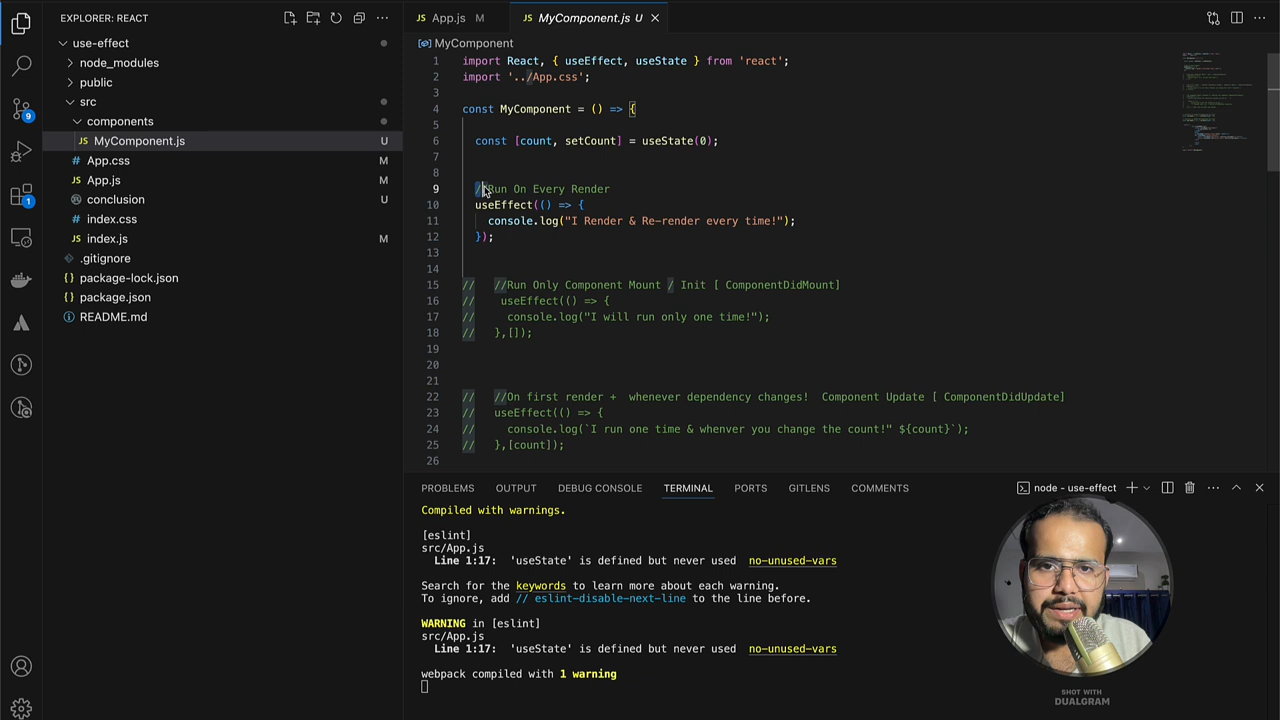 EXPLORER: REACT
use-effect
node_modules
public
src
components
MyComponent.js U
App.css
App.js M
conclusion U
index.css
index.js M
.gitignore
{} package-lock.json
{} package.json
README.md
9
1
JS App.js M
JS MyComponent.js U
MyComponent
1 import React, { useEffect, useState } from 'react';
2 import '../App.css';
3
4 const MyComponent = () => {
5
6 const [count, setCount] = useState(0);
7
8
9 //Run On Every Render
10 useEffect(() => {
11 console.log("I Render & Re-render every time!");
12 });
13
14
15 // //Run Only Component Mount / Init [ ComponentDidMount]
16 // useEffect(() => {
17 // console.log("I will run only one time!");
18 // },[]);
19
20
21
22 // //On first render + whenever dependency changes! Component Update [ ComponentDidUpdate]
23 // useEffect(() => {
24 // console.log(`I run one time & whenver you change the count!" ${count}`);
25 // },[count]);
26
PROBLEMS OUTPUT DEBUG CONSOLE TERMINAL PORTS GITLENS COMMENTS
node - use-effect
Compiled with warnings.
[eslint]
src/App.js
Line 1:17: 'useState' is defined but never used no-unused-vars
Search for the keywords to learn more about each warning.
To ignore, add // eslint-disable-next-line to the line before.
WARNING in [eslint]
src/App.js
Line 1:17: 'useState' is defined but never used no-unused-vars
webpack compiled with 1 warning
SHOT WITH
DUALGRAM